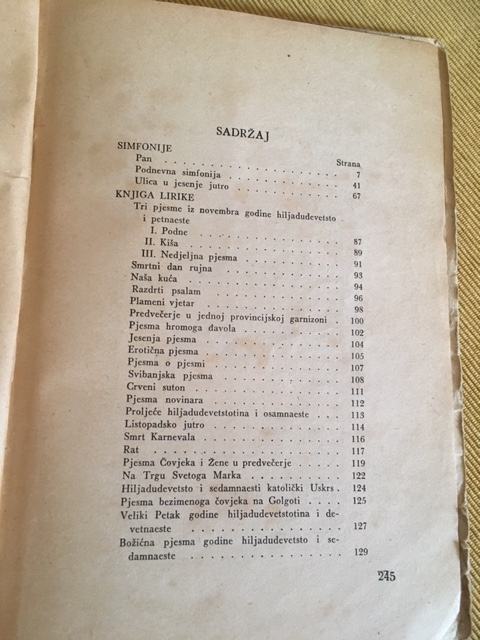 SADRŽAJ
SIMFONIJE
Strana
Pan . . . . . . . . . . . . . . . . . 7
Podnevna simfonija . . . . . . . . . . . 41
Ulica u jesenje jutro . . . . . . . . . . . 67
KNJIGA LIRIKE
Tri pjesme iz novembra godine hiljadudevetsto
i petnaeste
I. Podne . . . . . . . . . . . . . 87
II. Kiša . . . . . . . . . . . . . 89
III. Nedjeljna pjesma . . . . . . . . . 91
Smrtni dan rujna . . . . . . . . . . . . 93
Naša kuća . . . . . . . . . . . . . . 94
Razdrti psalam . . . . . . . . . . . . 96
Plameni vjetar . . . . . . . . . . . . 98
Predvečerje u jednoj provincijskoj garnizoni . 100
Pjesma hromoga đavola . . . . . . . . . 102
Jesenja pjesma . . . . . . . . . . . . 104
Erotična pjesma . . . . . . . . . . . . 105
Pjesma o pjesmi . . . . . . . . . . . . 107
Svibanjska pjesma . . . . . . . . . . . 108
Crveni suton . . . . . . . . . . . . . 111
Pjesma novinara . . . . . . . . . . . . 112
Proljeće hiljadudevetstotina i osamnaeste . . 113
Listopadsko jutro . . . . . . . . . . . 114
Smrt Karnevala . . . . . . . . . . . . 116
Rat . . . . . . . . . . . . . . . . 117
Pjesma Čovjeka i Žene u predvečerje . . . . 119
Na Trgu Svetoga Marka . . . . . . . . . 122
Hiljadudevetsto i sedamnaesti katolički Uskrs . 124
Pjesma bezimenoga čovjeka na Golgoti . . . . 125
Veliki Petak godine hiljadudevetstotina i de-
vetnaeste . . . . . . . . . . . . . 127
Božićna pjesma godine hiljadudevetsto i se-
damnaeste . . . . . . . . . . . . . 129
245